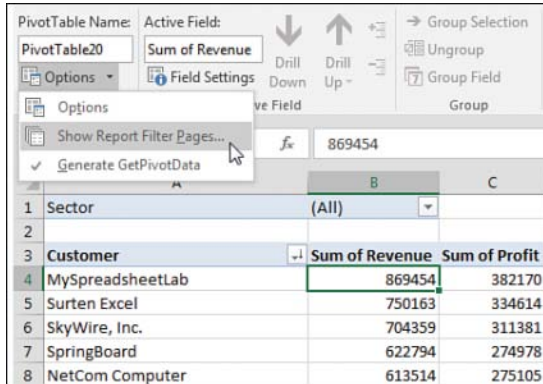 PivotTable Name: Active Field:
PivotTable20 Sum of Revenue Drill Down Drill Up → Group Selection
Ungroup
Options Field Settings Group Field
ve Field Group
Options
Show Report Filter Pages...
✓ Generate GetPivotData
fx 869454
A B C
1 Sector (All)
2
3 Customer Sum of Revenue Sum of Profit
4 MySpreadsheetLab 869454 382170
5 Surten Excel 750163 334614
6 SkyWire, Inc. 704359 311381
7 SpringBoard 622794 274978
8 NetCom Computer 613514 275105